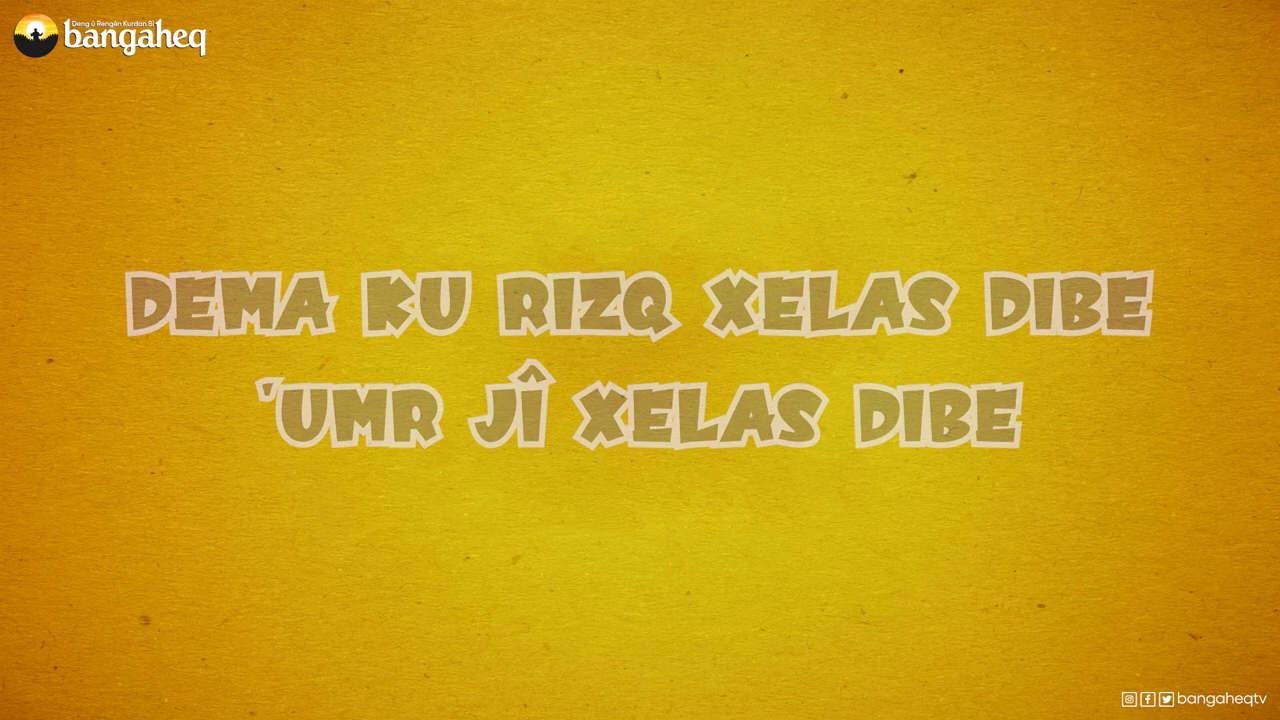 Deng û Rengên Kurdan Bi
bangaheq
DEMA KU RIZQ XELAS DIBE
'UMR JÎ XELAS DIBE
bangaheqtv